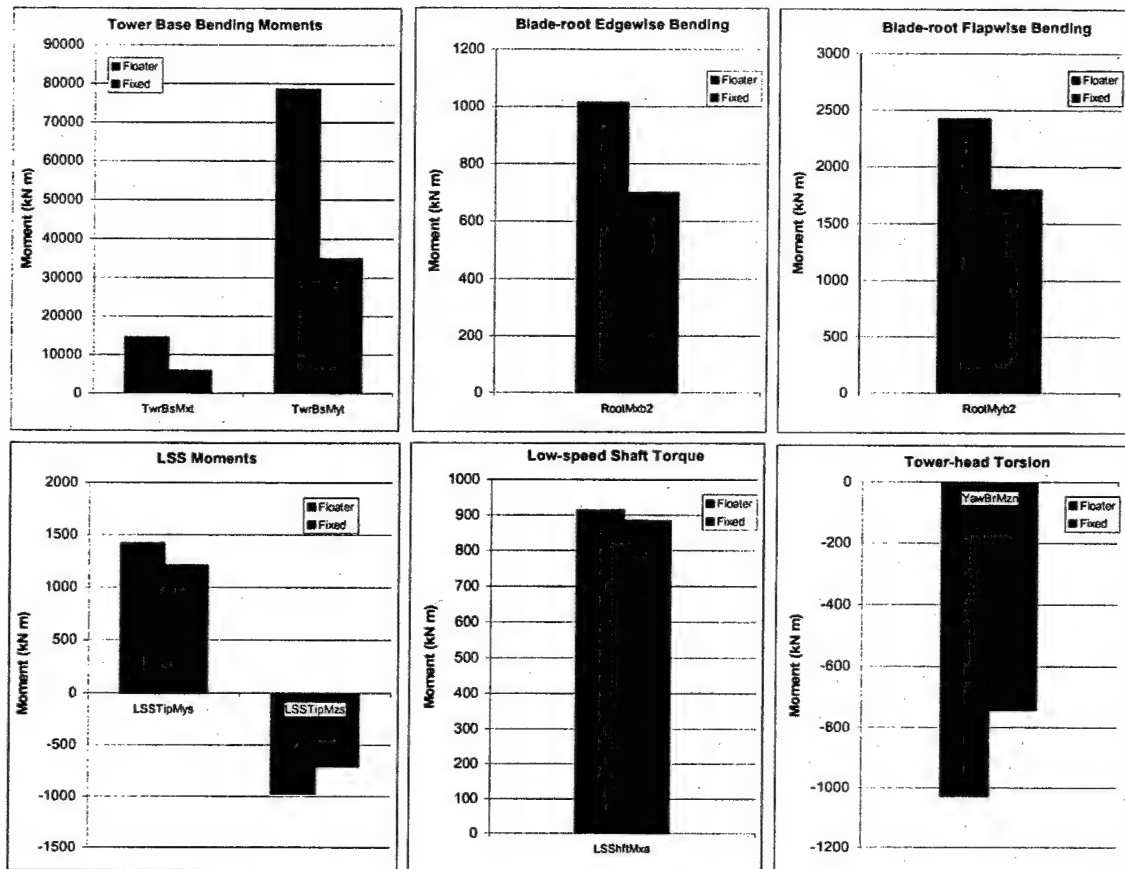 Tower Base Bending Moments
90000
80000
70000
60000
50000
40000
30000
20000
10000
0
Moment (kN m)
Floater
Fixed
TwrBsMxt
TwrBsMyt
Blade-root Edgewise Bending
1200
1000
800
600
400
200
0
Moment (kN m)
Floater
Fixed
RootMxb2
Blade-root Flapwise Bending
3000
2500
2000
1500
1000
500
0
Moment (kN m)
Floater
Fixed
RootMyb2
LSS Moments
2000
1500
1000
500
0
-500
-1000
-1500
Moment (kN m)
Floater
Fixed
LSSTipMys
LSSTipMzs
Low-speed Shaft Torque
1000
900
800
700
600
500
400
300
200
100
0
Moment (kN m)
Floater
Fixed
LSShftMxa
Tower-head Torsion
0
-200
-400
-600
-800
-1000
-1200
Moment (kN m)
YawBrMzn
Floater
Fixed